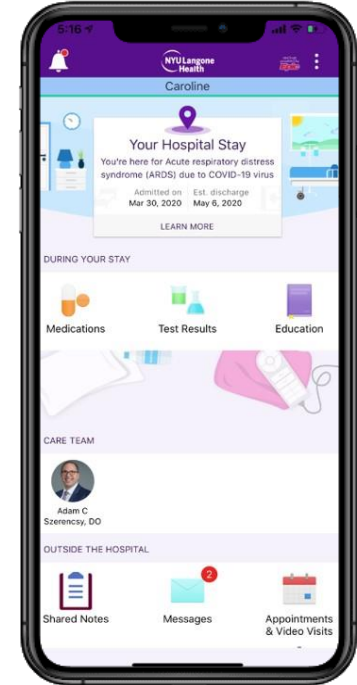 5:16
NYU Langone
Health
Caroline
Your Hospital Stay
You're here for Acute respiratory distress
syndrome (ARDS) due to COVID-19 virus
Admitted on Est. discharge
Mar 30, 2020 May 6, 2020
LEARN MORE
DURING YOUR STAY
Medications Test Results Education
CARE TEAM
Adam C
Szerencsy, DO
OUTSIDE THE HOSPITAL
2
Shared Notes Messages Appointments
& Video Visits